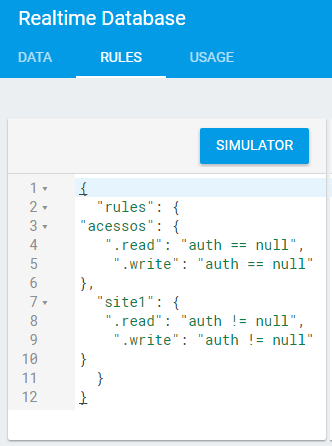 Realtime Database
DATA RULES USAGE
SIMULATOR
1 {
2 "rules": {
3 "acessos": {
4 ".read": "auth == null",
5 ".write": "auth == null"
6 },
7 "site1": {
8 ".read": "auth != null",
9 ".write": "auth != null"
10 }
11 }
12 }